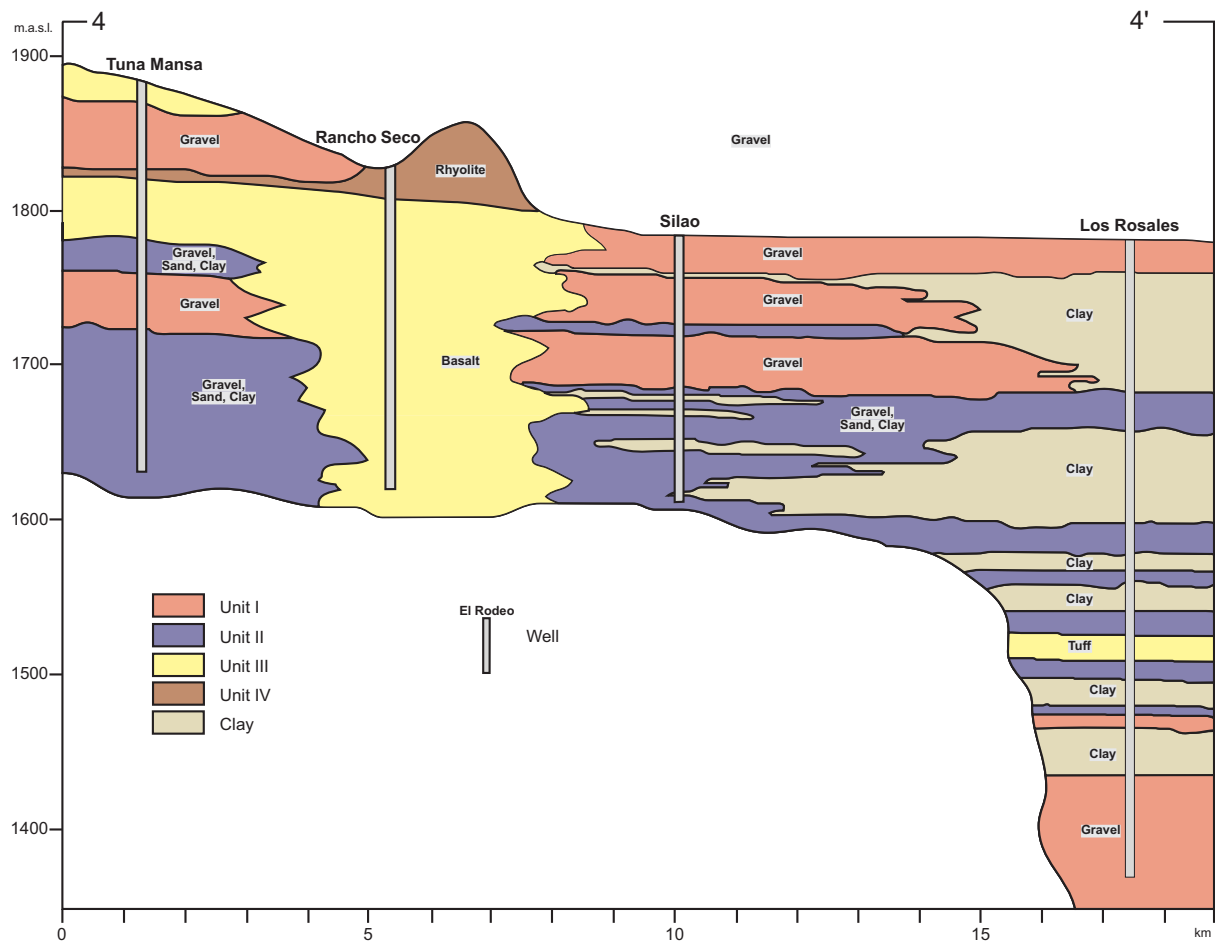 m.a.s.l.
4
4'
1900
Tuna Mansa
Rancho Seco
Gravel
Gravel
Rhyolite
1800
Silao
Los Rosales
Gravel,
Sand, Clay
Gravel
Gravel
Gravel
Clay
1700
Basalt
Gravel
Gravel,
Sand, Clay
Gravel,
Sand, Clay
Clay
1600
Clay
Clay
Unit I
Unit II
Unit III
Unit IV
Clay
El Rodeo
Well
Tuff
1500
Clay
Clay
1400
Gravel
0
5
10
15
km